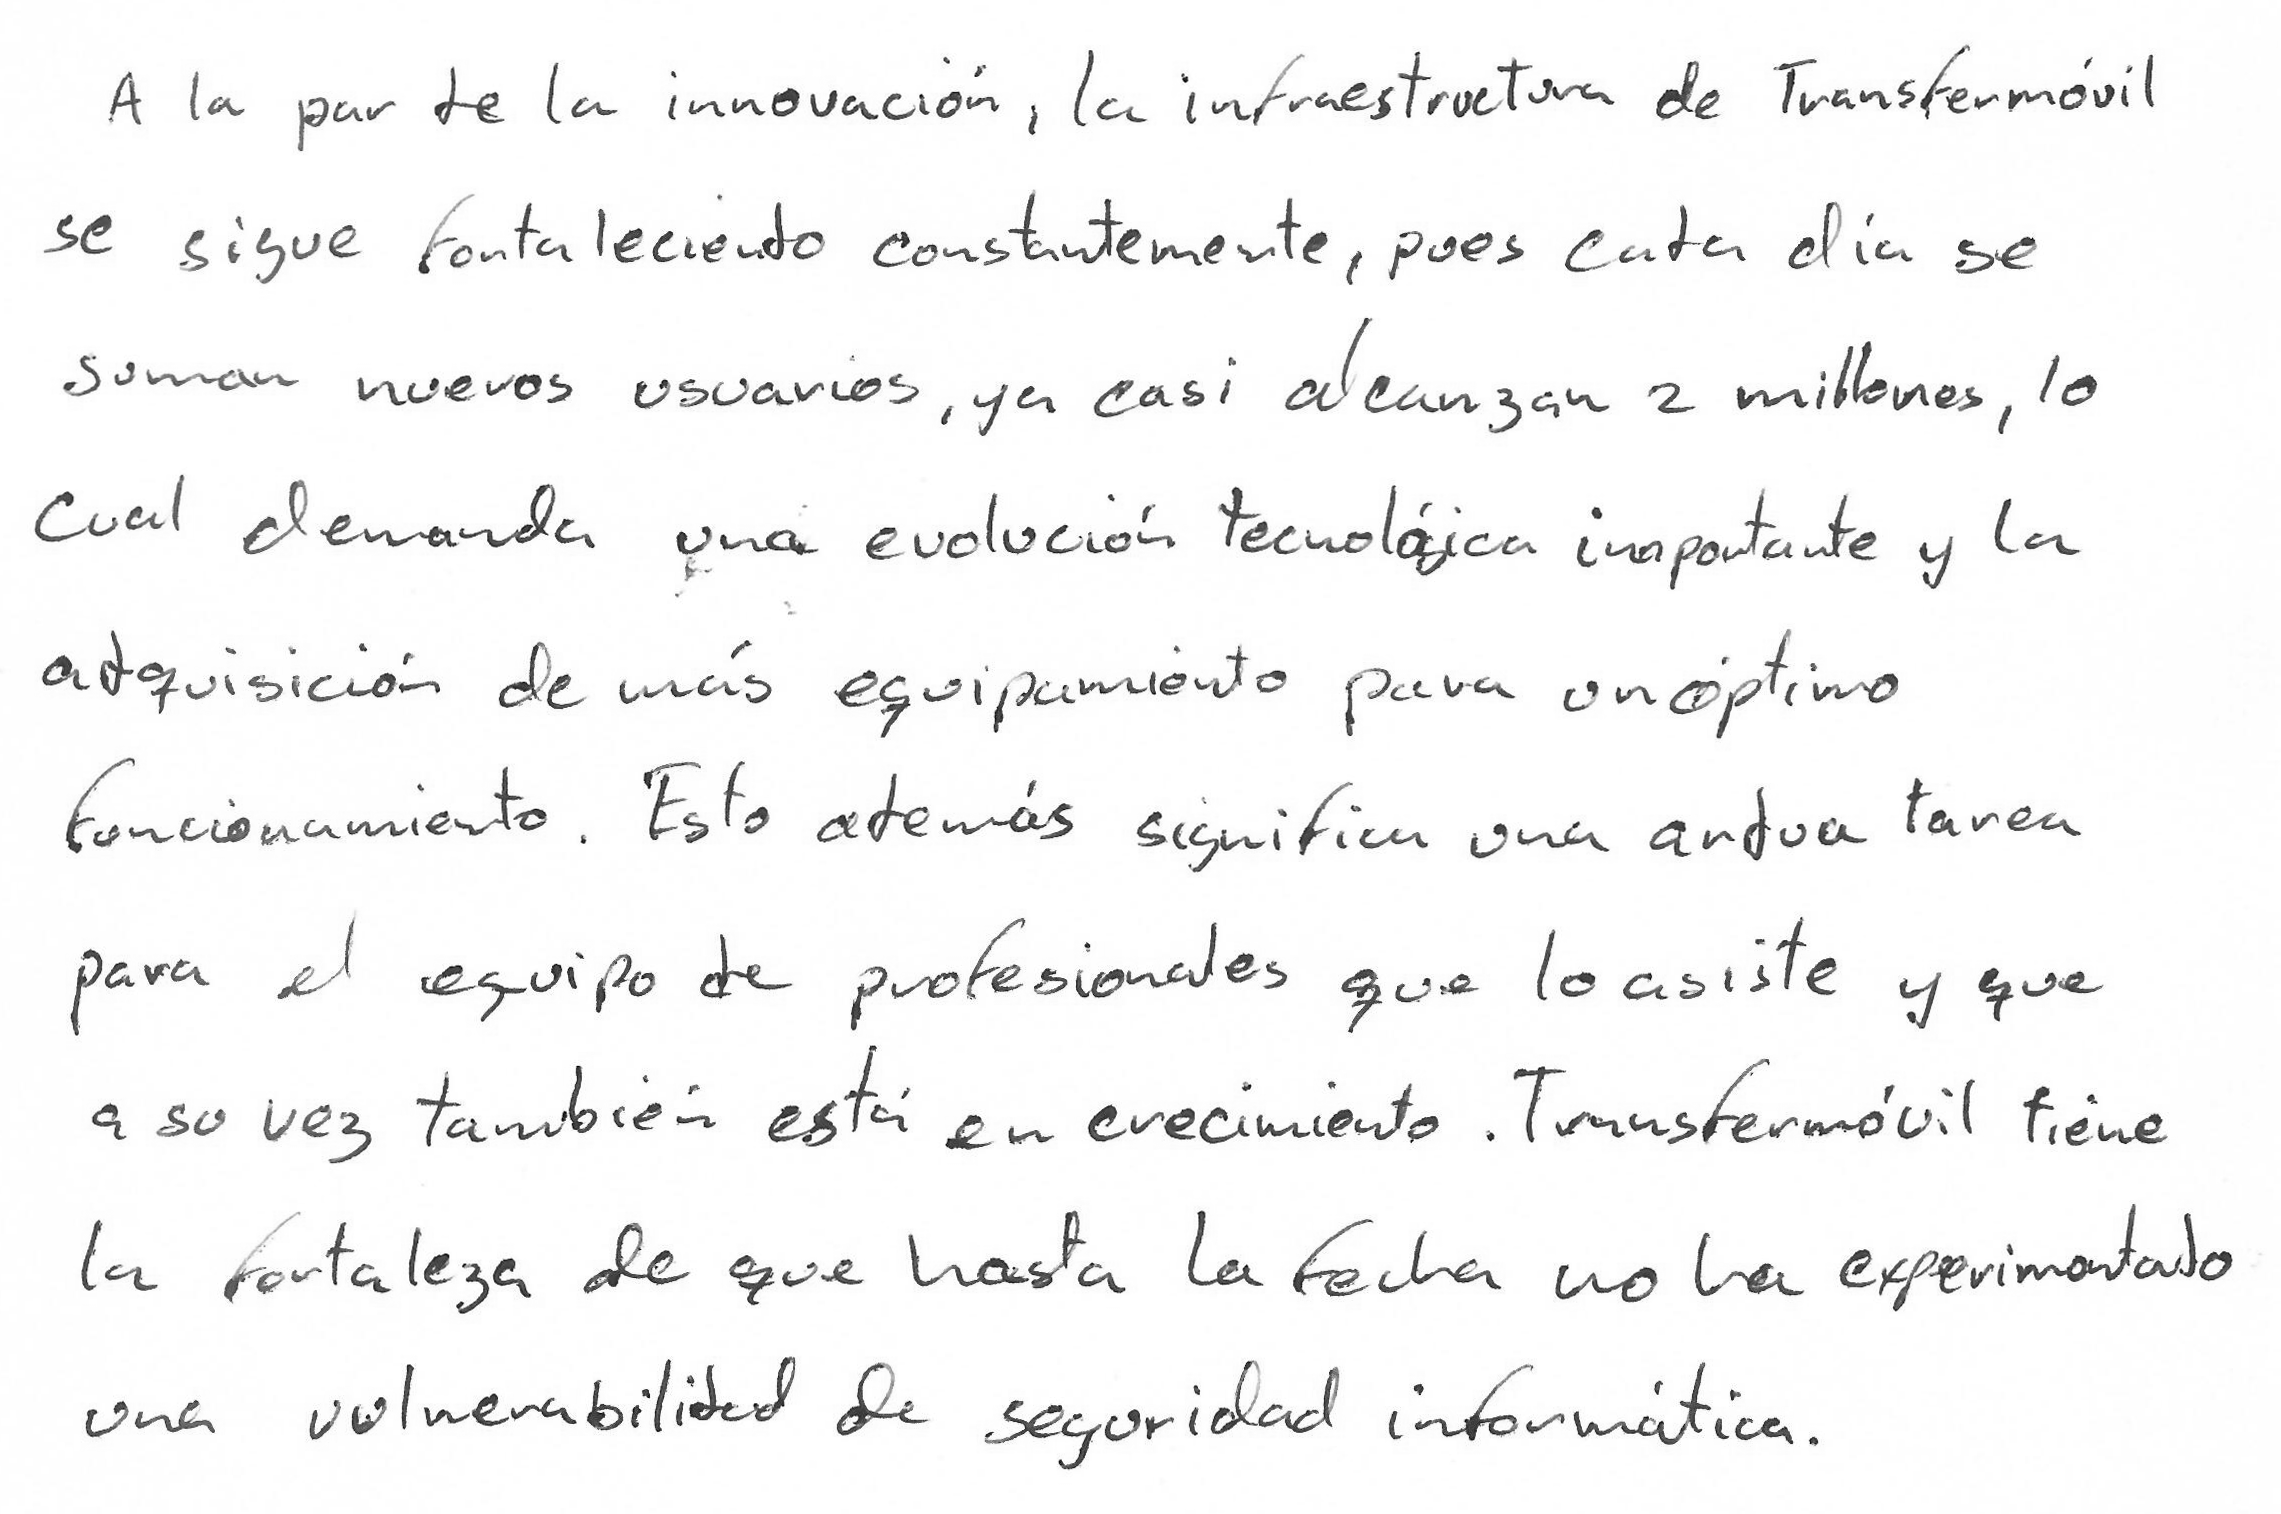 A la par de la innovación, la infraestructura de Transfermóvil
se sigue fortaleciendo constantemente, pues cada día se
suman nuevos usuarios, ya casi alcanzan 2 millones, lo
cual demanda una evolución tecnológica importante y la
adquisición de más equipamiento para un óptimo
funcionamiento. Esto además significa una ardua tarea
para el equipo de profesionales que lo asiste y que
a su vez también está en crecimiento. Transfermóvil tiene
la fortaleza de que hasta la fecha no ha experimentado
una vulnerabilidad de seguridad informática.